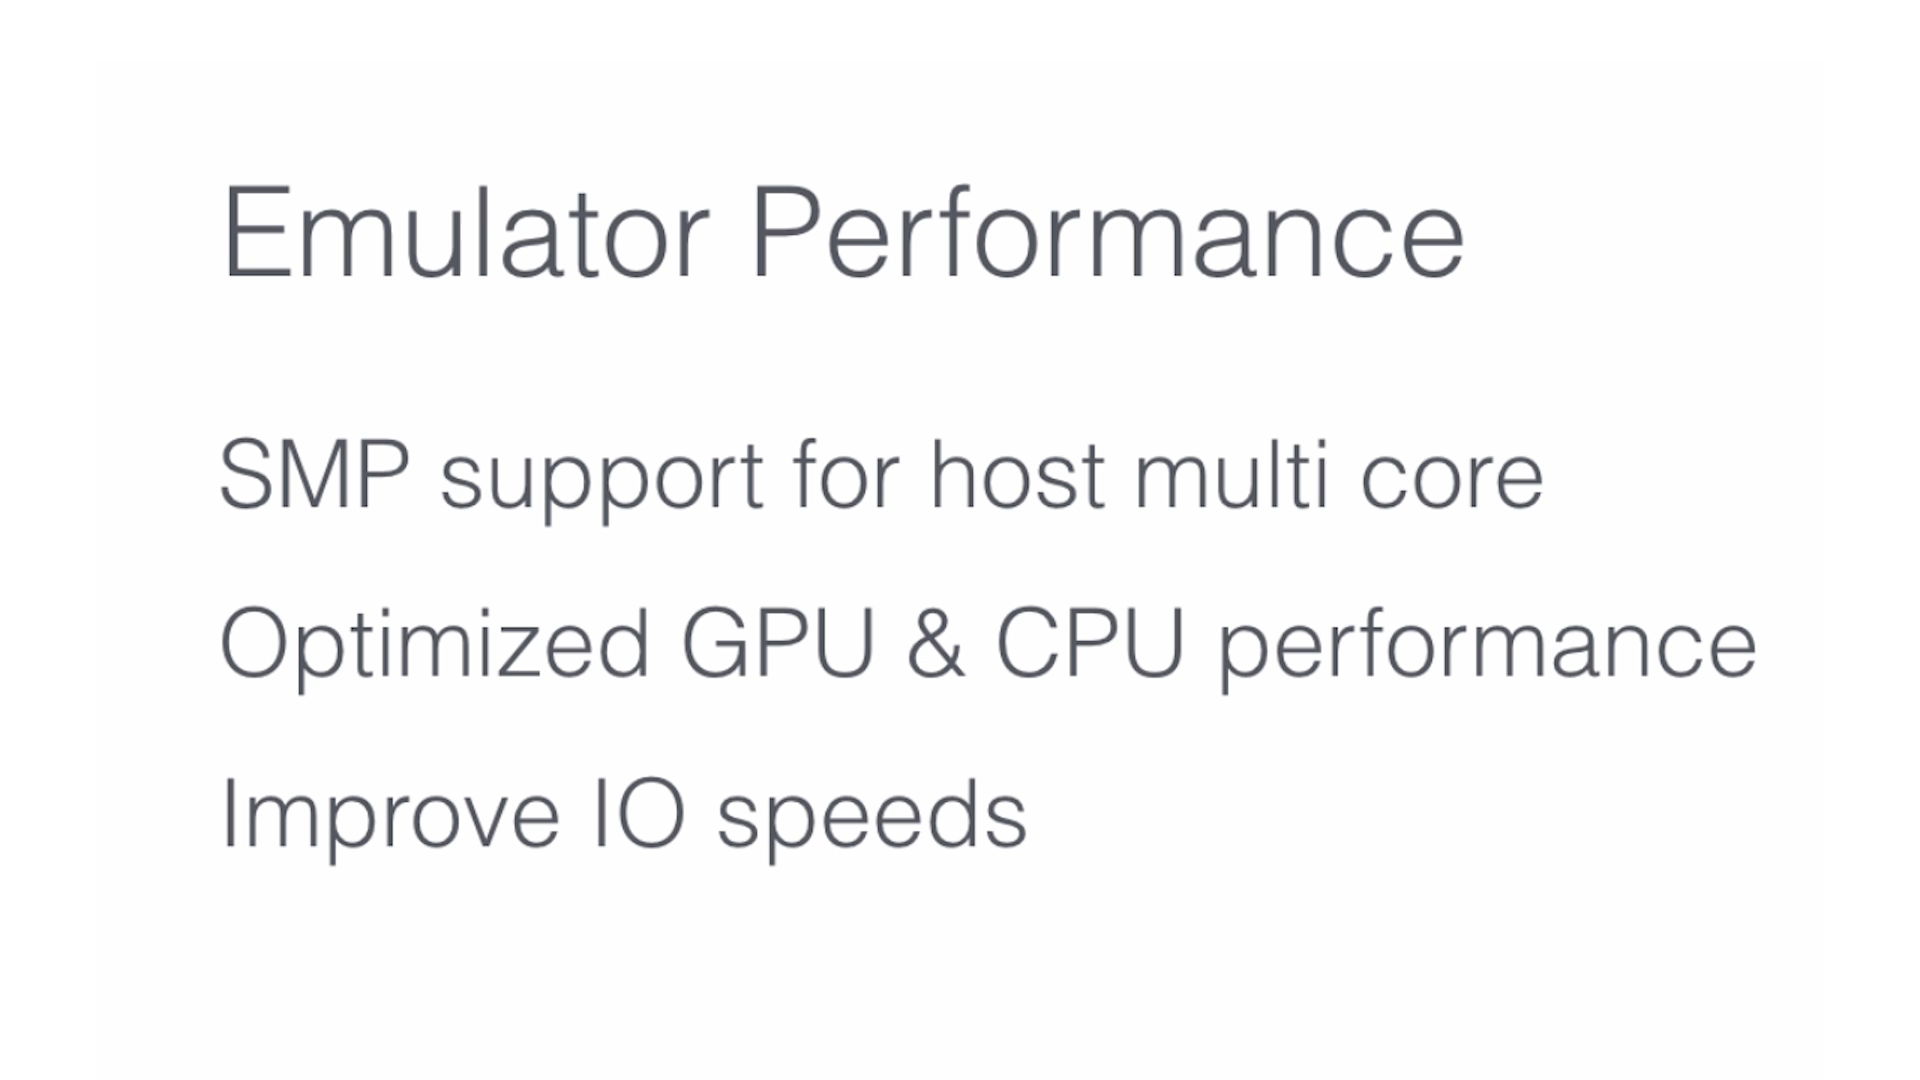 Emulator Performance
SMP support for host multi core
Optimized GPU & CPU performance
Improve IO speeds